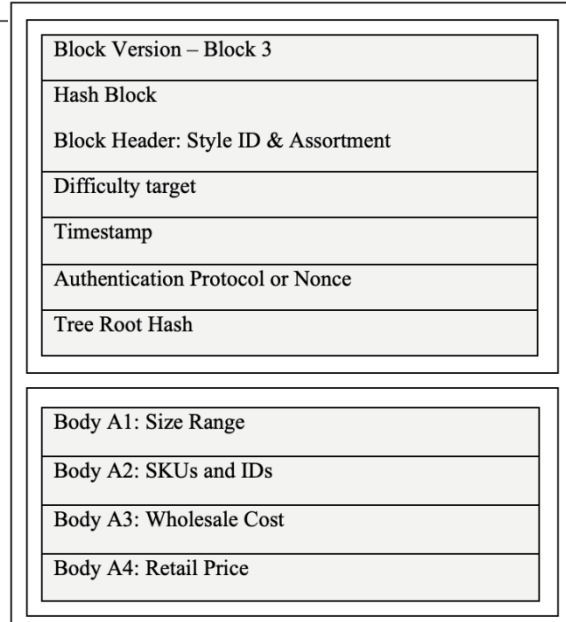 Block Version – Block 3
Hash Block
Block Header: Style ID & Assortment
Difficulty target
Timestamp
Authentication Protocol or Nonce
Tree Root Hash
Body A1: Size Range
Body A2: SKUs and IDs
Body A3: Wholesale Cost
Body A4: Retail Price